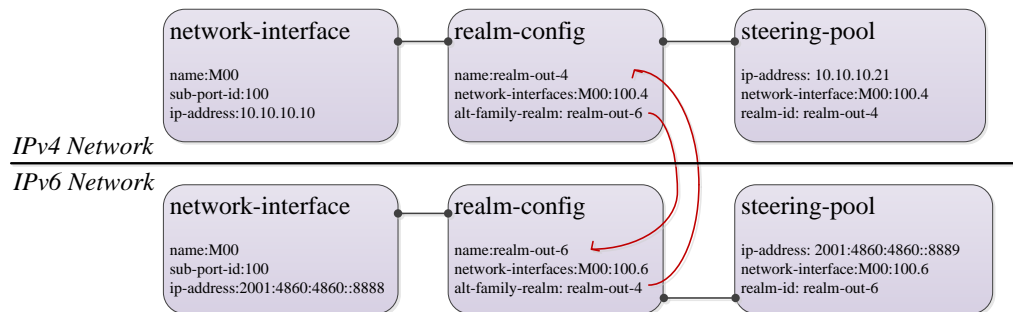 network-interface
name:M00
sub-port-id:100
ip-address:10.10.10.10
realm-config
name:realm-out-4
network-interfaces:M00:100.4
alt-family-realm: realm-out-6
steering-pool
ip-address: 10.10.10.21
network-interface:M00:100.4
realm-id: realm-out-4
IPv4 Network
IPv6 Network
network-interface
name:M00
sub-port-id:100
ip-address:2001:4860:4860::8888
realm-config
name:realm-out-6
network-interfaces:M00:100.6
alt-family-realm: realm-out-4
steering-pool
ip-address: 2001:4860:4860::8889
network-interface:M00:100.6
realm-id: realm-out-6